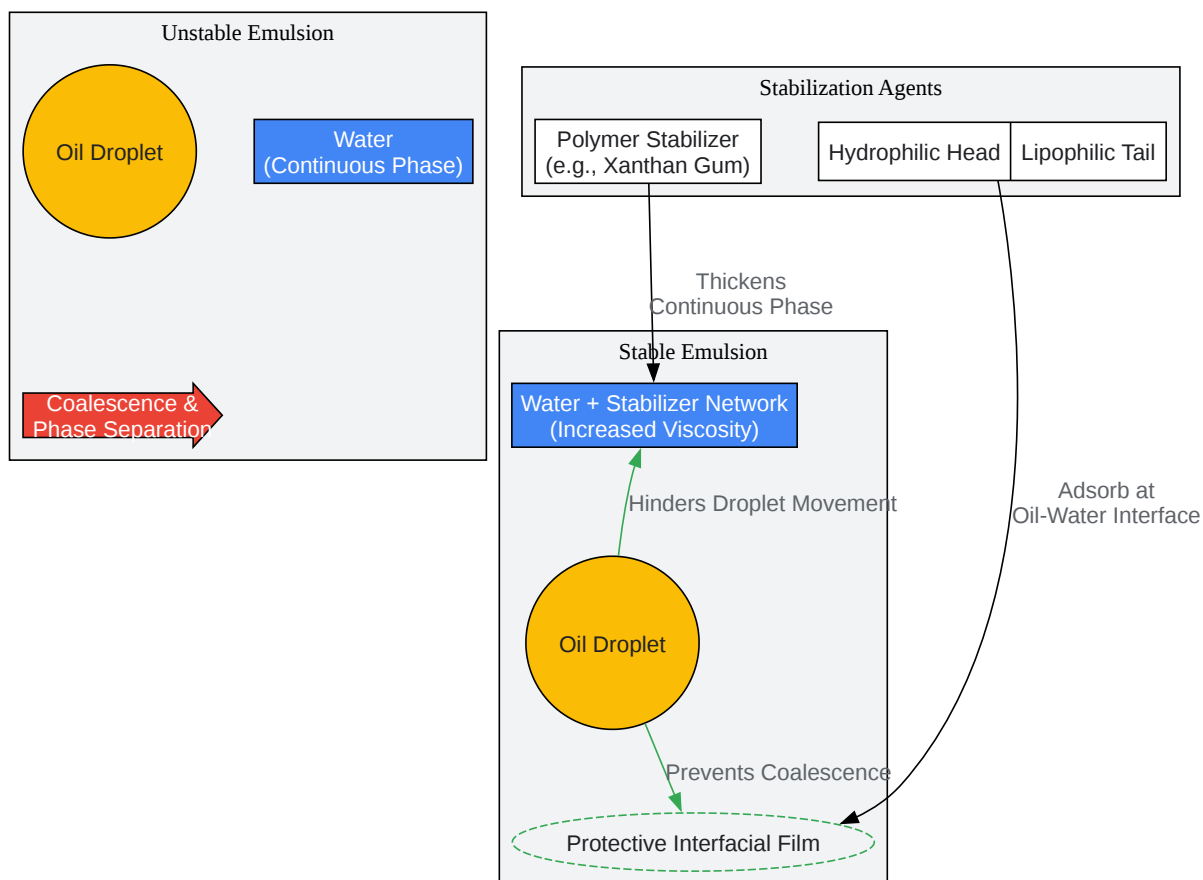 Unstable Emulsion
Oil Droplet
Water
(Continuous Phase)
Coalescence &
Phase Separation
Stabilization Agents
Polymer Stabilizer
(e.g., Xanthan Gum)
Hydrophilic Head
Lipophilic Tail
Thickens
Continuous Phase
Stable Emulsion
Water + Stabilizer Network
(Increased Viscosity)
Hinders Droplet Movement
Adsorb at
Oil-Water Interface
Oil Droplet
Prevents Coalescence
Protective Interfacial Film